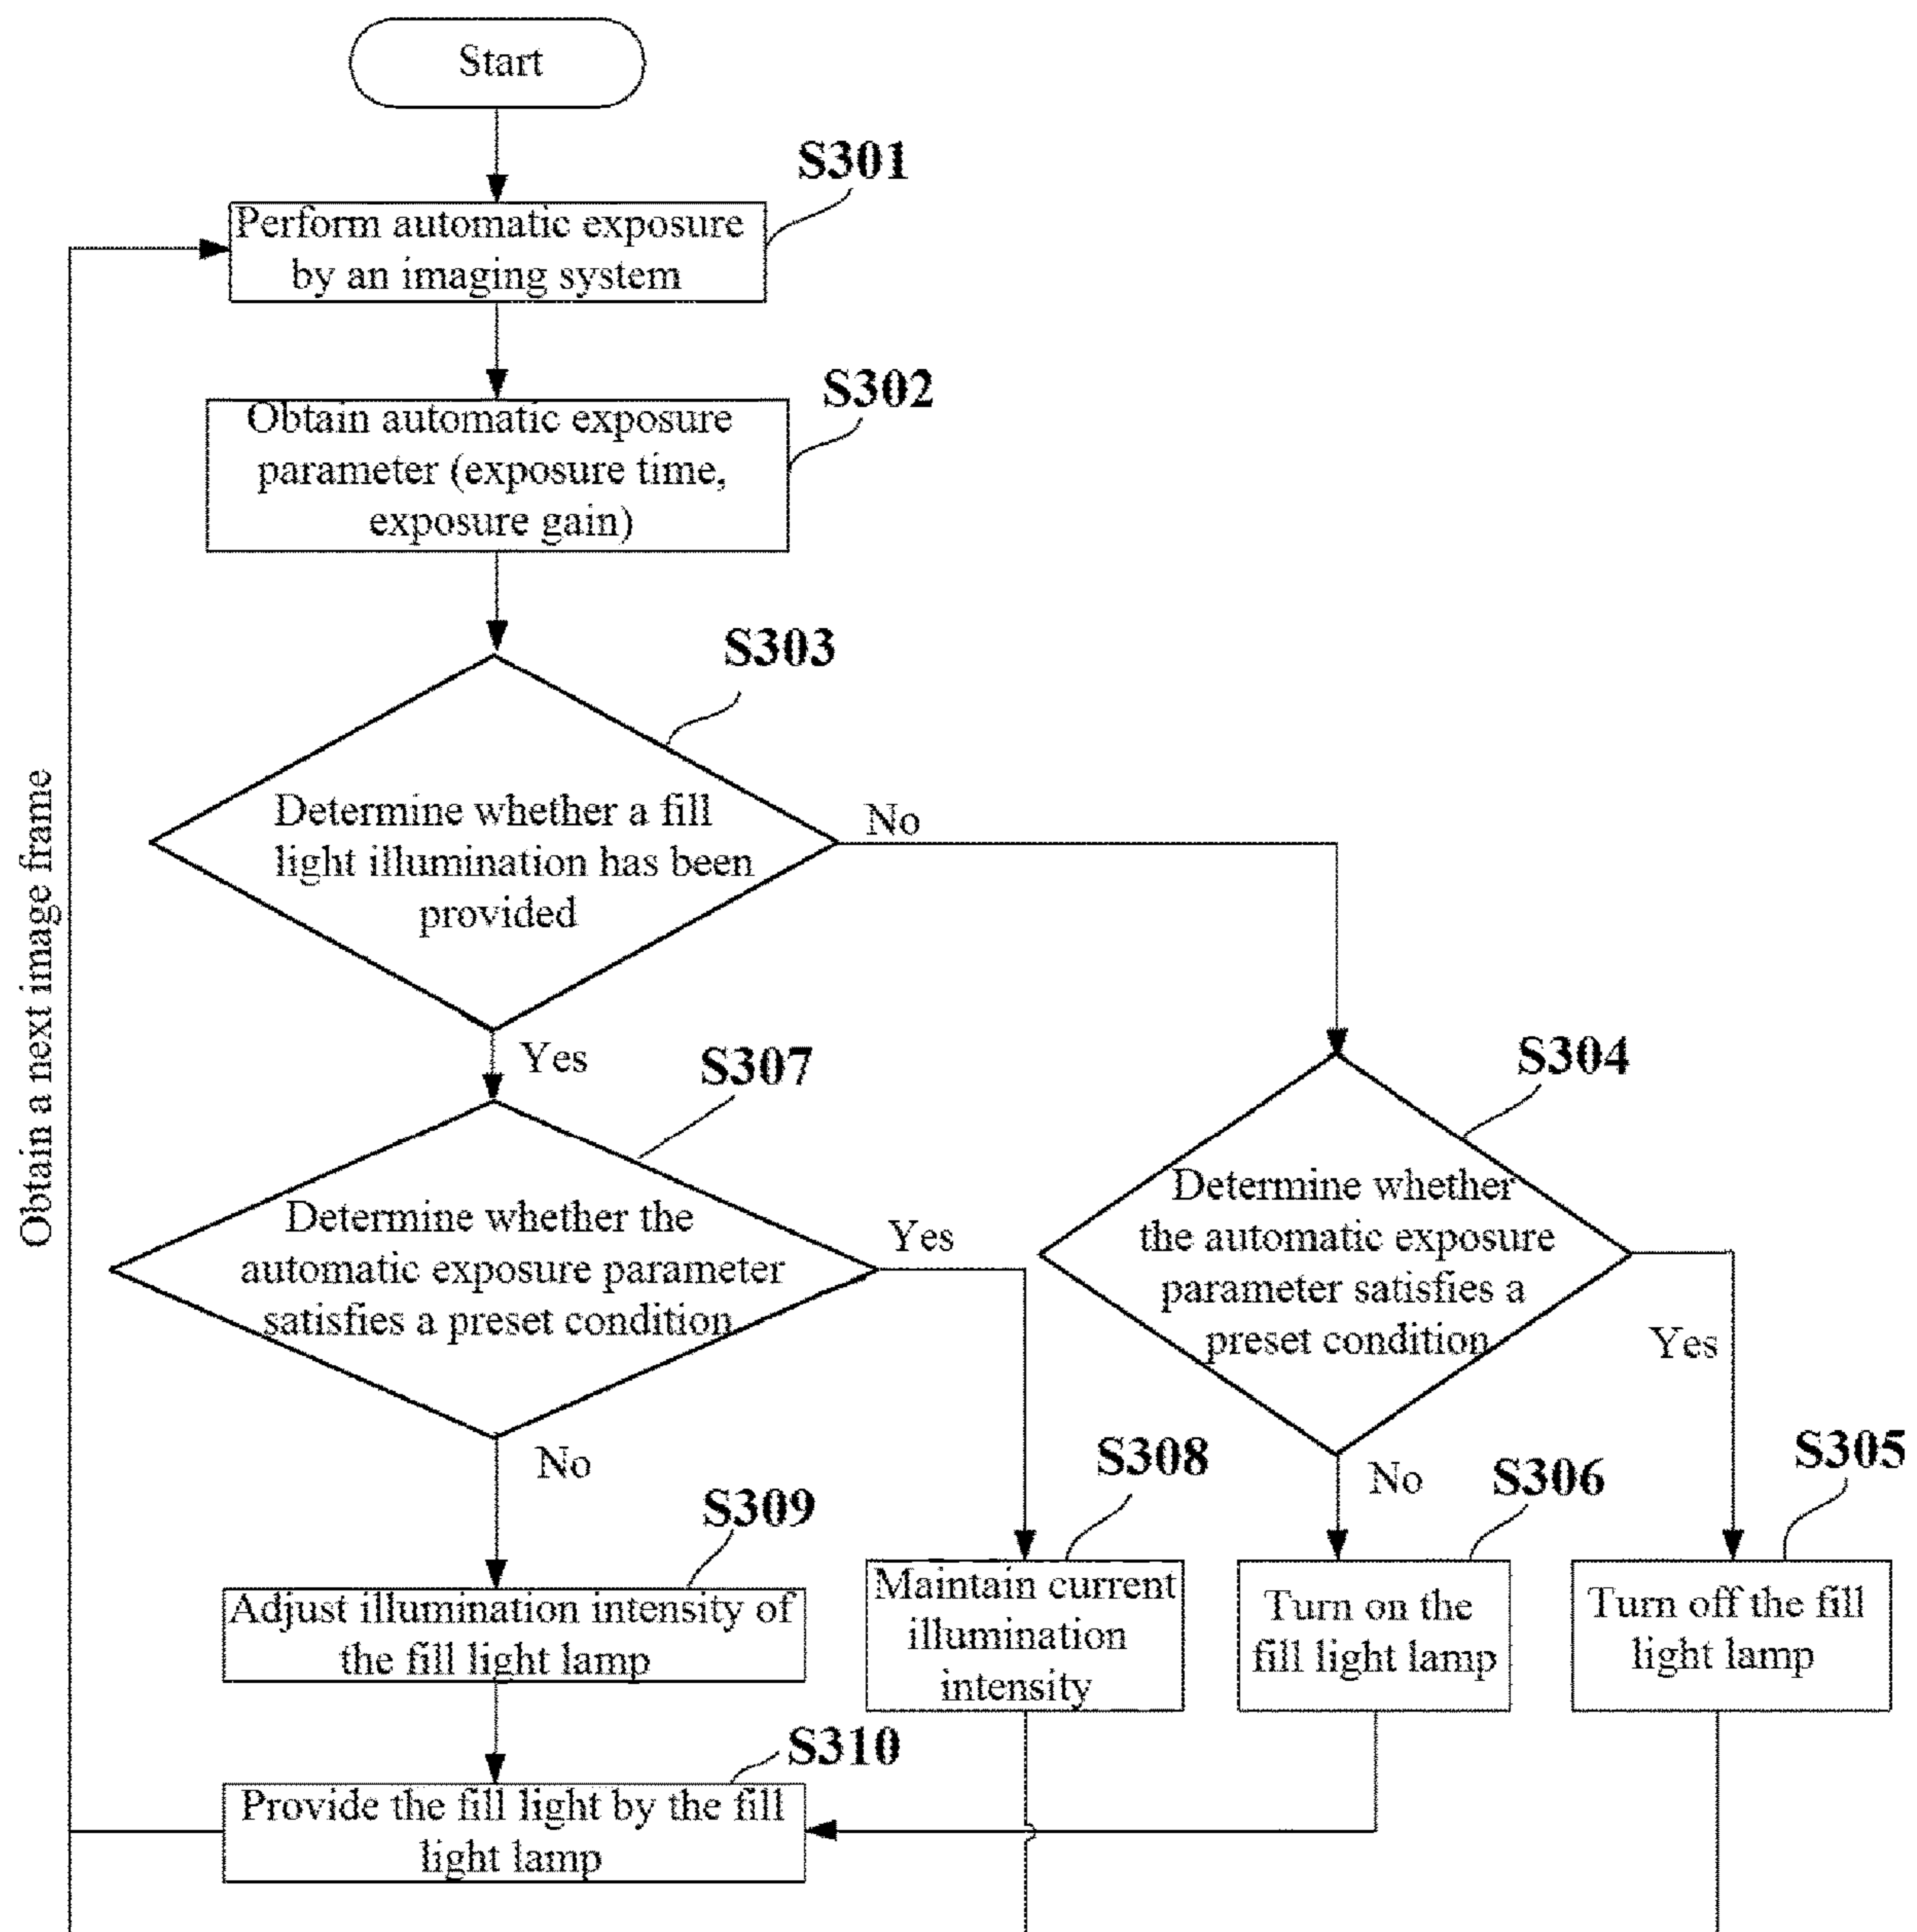 Start
S301
Perform automatic exposure
by an imaging system
S302
Obtain automatic exposure
parameter (exposure time,
exposure gain)
S303
Determine whether a fill
light illumination has been
provided
No
Yes
Obtain a next image frame
S307
Determine whether the
automatic exposure parameter
satisfies a preset condition
Yes
No
S304
Determine whether
the automatic exposure
parameter satisfies a
preset condition
Yes
No
S309
Adjust illumination intensity of
the fill light lamp
S308
Maintain current
illumination
intensity
S306
Turn on the
fill light lamp
S305
Turn off the fill
light lamp
S310
Provide the fill light by the fill
light lamp